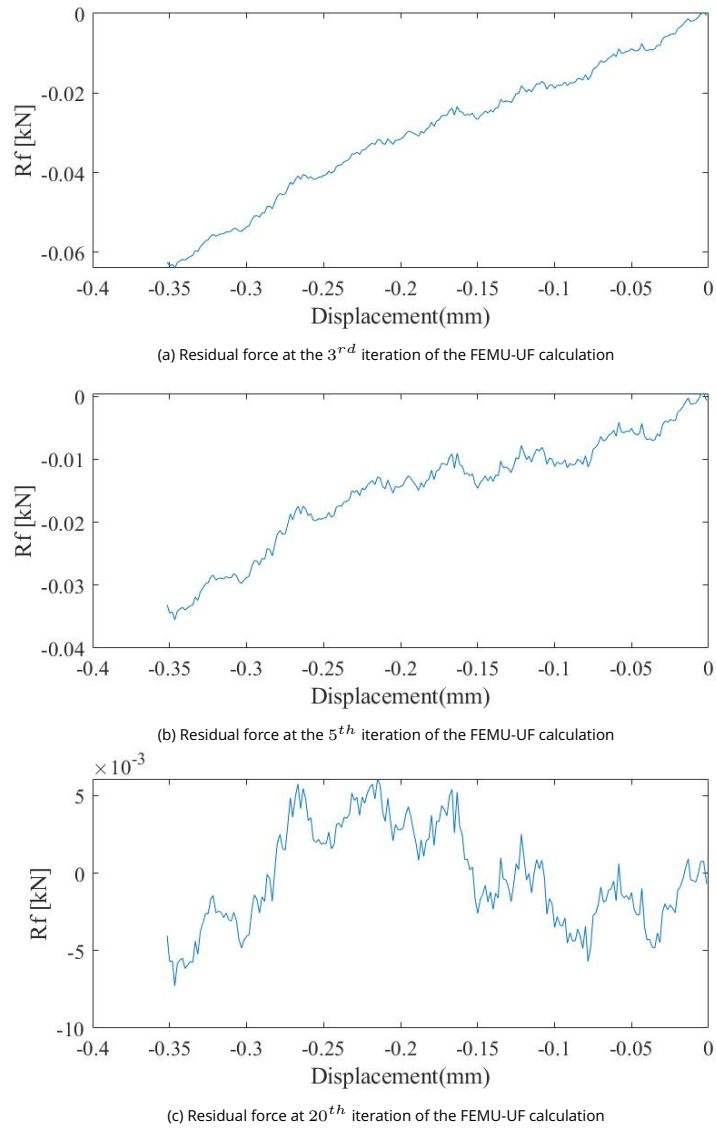 0
-0.02
-0.04
-0.06
Rf [kN]
-0.4 -0.35 -0.3 -0.25 -0.2 -0.15 -0.1 -0.05 0
Displacement(mm)
(a) Residual force at the 3rd iteration of the FEMU-UF calculation
0
-0.01
-0.02
-0.03
-0.04
Rf [kN]
-0.4 -0.35 -0.3 -0.25 -0.2 -0.15 -0.1 -0.05 0
Displacement(mm)
(b) Residual force at the 5th iteration of the FEMU-UF calculation
×10-3
5
0
-5
-10
Rf [kN]
-0.4 -0.35 -0.3 -0.25 -0.2 -0.15 -0.1 -0.05 0
Displacement(mm)
(c) Residual force at 20th iteration of the FEMU-UF calculation